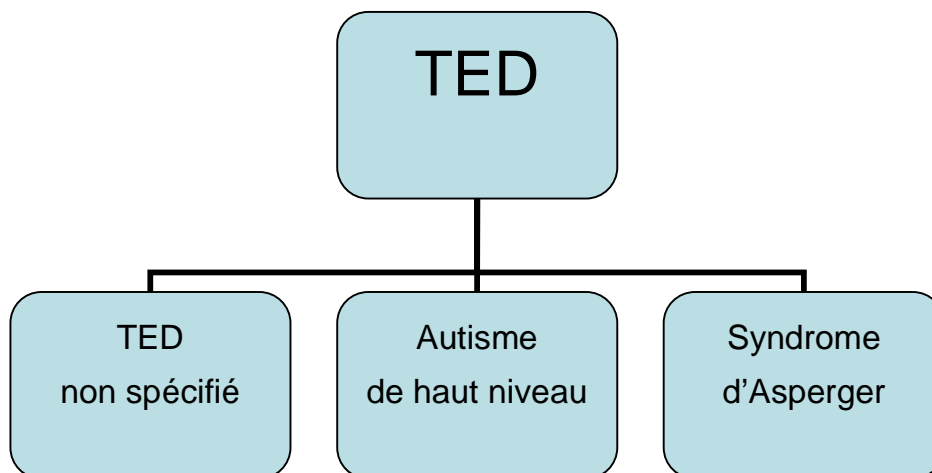 TED
TED
non spécifié
Autisme
de haut niveau
Syndrome
d'Asperger